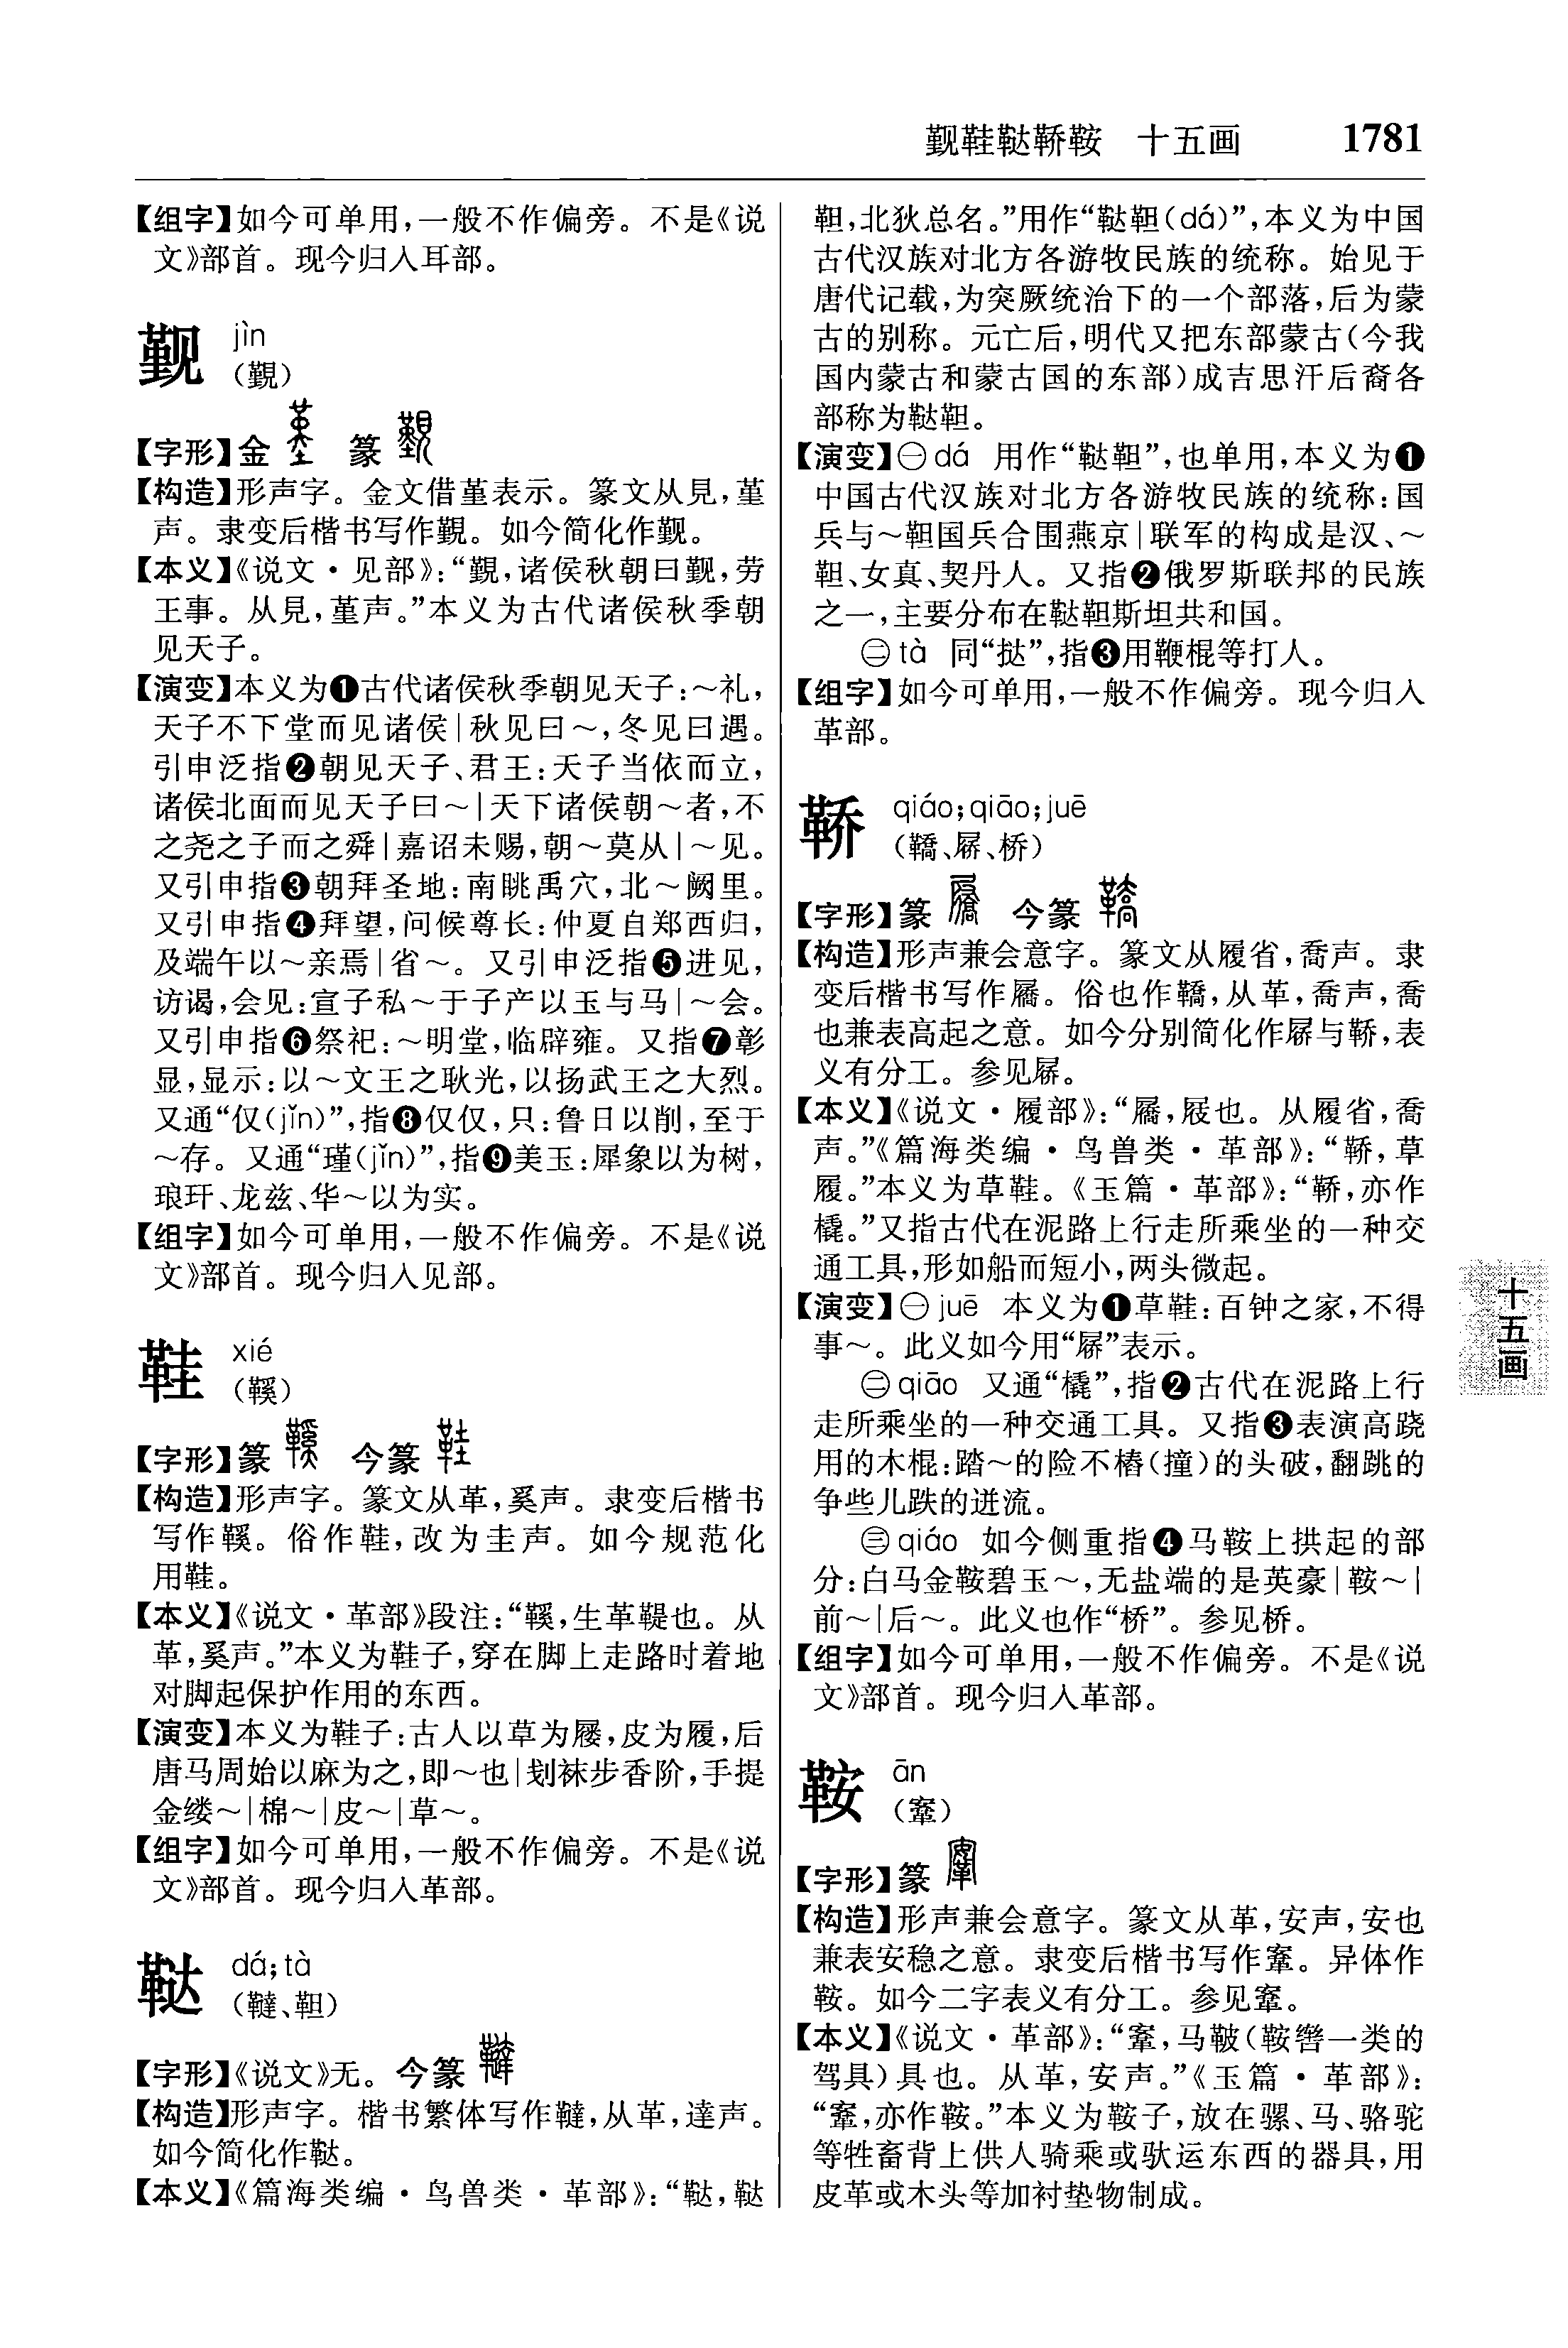 觐鞋鞑鞒鞍　十五画　1781
【组字】如今可单用,一般不作偏旁。不是《说
文》部首。现今归入耳部。
觐 jìn
(覲)
【字形】金 篆
【构造】形声字。金文借堇表示。篆文从見,堇
声。隶变后楷书写作覲。如今简化作觐。
【本义】《说文·见部》:“覲,诸侯秋朝曰觐,劳
王事。从見,堇声。”本义为古代诸侯秋季朝
见天子。
【演变】本义为❶古代诸侯秋季朝见天子:～礼,
天子不下堂而见诸侯|秋见曰～,冬见曰遇。
引申泛指❷朝见天子、君王:天子当依而立,
诸侯北面而见天子曰～|天下诸侯朝～者,不
之尧之子而之舜|嘉诏未赐,朝～莫从|～见。
又引申指❸朝拜圣地:南眺禹穴,北～阙里。
又引申指❹拜望,问候尊长:仲夏自郑西归,
及端午以～亲焉|省～。又引申泛指❺进见,
访谒,会见:宣子私～于子产以玉与马|～会。
又引申指❻祭祀:～明堂,临辟雍。又指❼彰
显,显示:以～文王之耿光,以扬武王之大烈。
又通“仅(jǐn)”,指❽仅仅,只:鲁日以削,至于
～存。又通“瑾(jǐn)”,指❾美玉:犀象以为树,
琅玕、龙兹、华～以为实。
【组字】如今可单用,一般不作偏旁。不是《说
文》部首。现今归入见部。
鞋 xié
(鞵)
【字形】篆 今篆
【构造】形声字。篆文从革,奚声。隶变后楷书
写作鞵。俗作鞋,改为圭声。如今规范化
用鞋。
【本义】《说文·革部》段注:“鞵,生革鞮也。从
革,奚声。”本义为鞋子,穿在脚上走路时着地
对脚起保护作用的东西。
【演变】本义为鞋子:古人以草为屦,皮为履,后
唐马周始以麻为之,即～也|刬袜步香阶,手提
金缕～|棉～|皮～|草～。
【组字】如今可单用,一般不作偏旁。不是《说
文》部首。现今归入革部。
鞑 dá;tà
(韃、靼)
【字形】《说文》无。今篆
【构造】形声字。楷书繁体写作韃,从革,達声。
如今简化作鞑。
【本义】《篇海类编·鸟兽类·革部》:“鞑,鞑
靼,北狄总名。”用作“鞑靼(dá)”,本义为中国
古代汉族对北方各游牧民族的统称。始见于
唐代记载,为突厥统治下的一个部落,后为蒙
古的别称。元亡后,明代又把东部蒙古(今我
国内蒙古和蒙古国的东部)成吉思汗后裔各
部称为鞑靼。
【演变】㊀dá 用作“鞑靼”,也单用,本义为❶
中国古代汉族对北方各游牧民族的统称:国
兵与～靼国兵合围燕京|联军的构成是汉、～
靼、女真、契丹人。又指❷俄罗斯联邦的民族
之一,主要分布在鞑靼斯坦共和国。
㊁tà 同“挞”,指❸用鞭棍等打人。
【组字】如今可单用,一般不作偏旁。现今归入
革部。
鞒 qiáo;qiāo;juē
(鞽、屩、桥)
【字形】篆 今篆
【构造】形声兼会意字。篆文从履省,喬声。隶
变后楷书写作屩。俗也作鞽,从革,喬声,喬
也兼表高起之意。如今分别简化作屫与鞒,表
义有分工。参见屫。
【本义】《说文·履部》:“屩,屐也。从履省,喬
声。”《篇海类编·鸟兽类·革部》:“鞒,草
履。”本义为草鞋。《玉篇·革部》:“鞒,亦作
橇。”又指古代在泥路上行走所乘坐的一种交
通工具,形如船而短小,两头微起。
【演变】㊀juē 本义为❶草鞋:百钟之家,不得
事～。此义如今用“屫”表示。
㊁qiāo 又通“橇”,指❷古代在泥路上行
走所乘坐的一种交通工具。又指❸表演高跷
用的木棍:踏～的险不樁(撞)的头破,翻跳的
争些儿跌的迸流。
㊂qiáo 如今侧重指❹马鞍上拱起的部
分:白马金鞍碧玉～,无盐端的是英豪|鞍～|
前～|后～。此义也作“桥”。参见桥。
【组字】如今可单用,一般不作偏旁。不是《说
文》部首。现今归入革部。
鞍 ān
(鞌)
【字形】篆
【构造】形声兼会意字。篆文从革,安声,安也
兼表安稳之意。隶变后楷书写作鞌。异体作
鞍。如今二字表义有分工。参见鞌。
【本义】《说文·革部》:“鞌,马鞁(鞍辔一类的
驾具)具也。从革,安声。”《玉篇·革部》:
“鞌,亦作鞍。”本义为鞍子,放在骡、马、骆驼
等牲畜背上供人骑乘或驮运东西的器具,用
皮革或木头等加衬垫物制成。
十五画